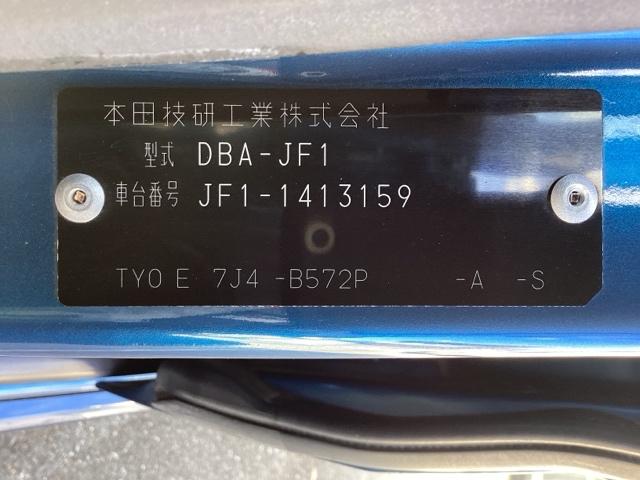 本田技研工業株式会社
型式 DBA-JF1
車台番号 JF1-1413159
TYO E 7J4 -B572P -A -S